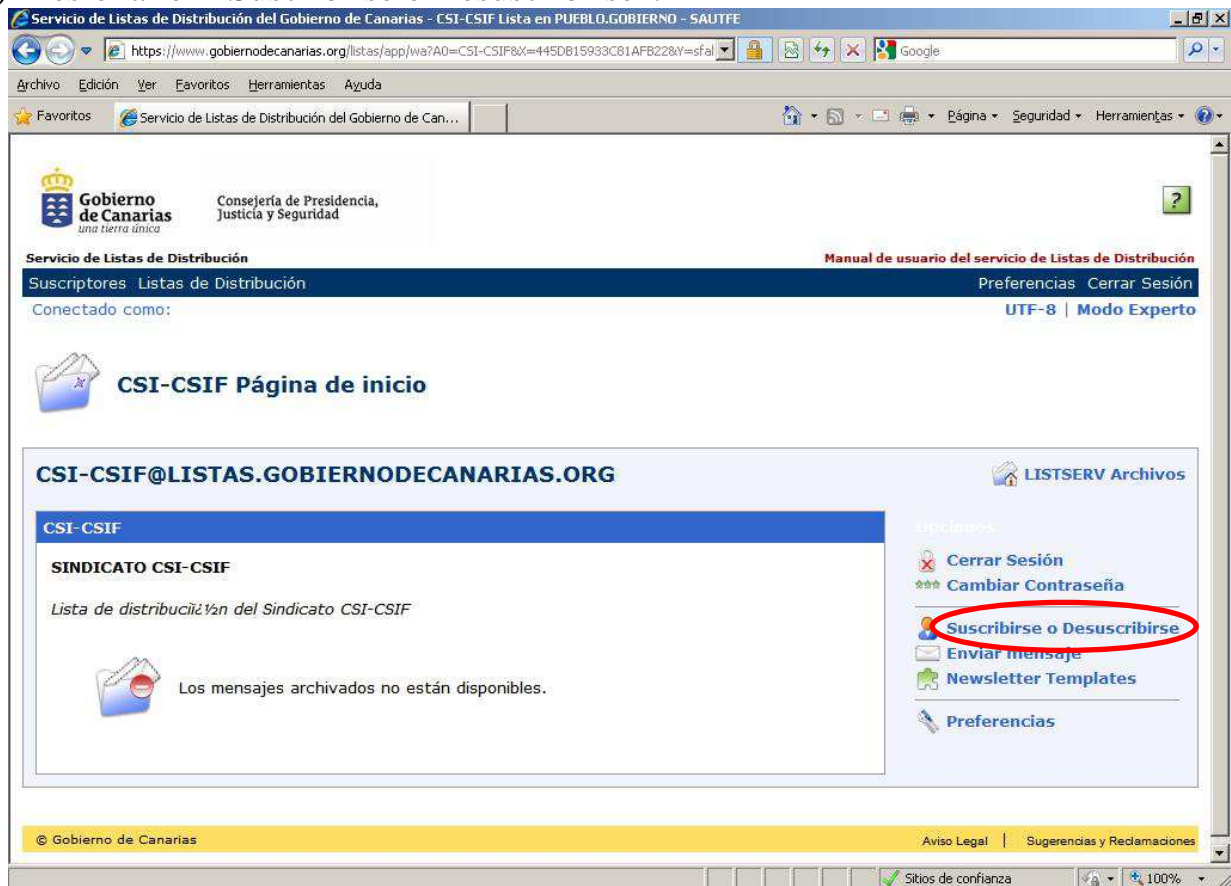 Servicio de Listas de Distribución del Gobierno de Canarias - CSI-CSIF Lista en PUEBLO.GOBIERNO - SAUTFE
https://www.gobiernodecanarias.org/listas/app/wa?A0=CSI-CSIF&X=445DB15933C81AFB22&Y=sfal
Google
Archivo Edición Ver Favoritos Herramientas Ayuda
Favoritos
Servicio de Listas de Distribución del Gobierno de Can...
Página
Seguridad
Herramientas
Gobierno
de Canarias
una tierra única
Consejería de Presidencia,
Justicia y Seguridad
?
Servicio de Listas de Distribución
Manual de usuario del servicio de Listas de Distribución
Suscriptores Listas de Distribución
Preferencias Cerrar Sesión
Conectado como:
UTF-8 | Modo Experto
CSI-CSIF Página de inicio
CSI-CSIF@LISTAS.GOBIERNODECANARIAS.ORG
LISTSERV Archivos
CSI-CSIF
SINDICATO CSI-CSIF
Lista de distribuciï¿½n del Sindicato CSI-CSIF
Los mensajes archivados no están disponibles.
Opciones
Cerrar Sesión
Cambiar Contraseña
Suscribirse o Desuscribirse
Enviar mensaje
Newsletter Templates
Preferencias
© Gobierno de Canarias
Aviso Legal | Sugerencias y Reclamaciones
Sitios de confianza
100%